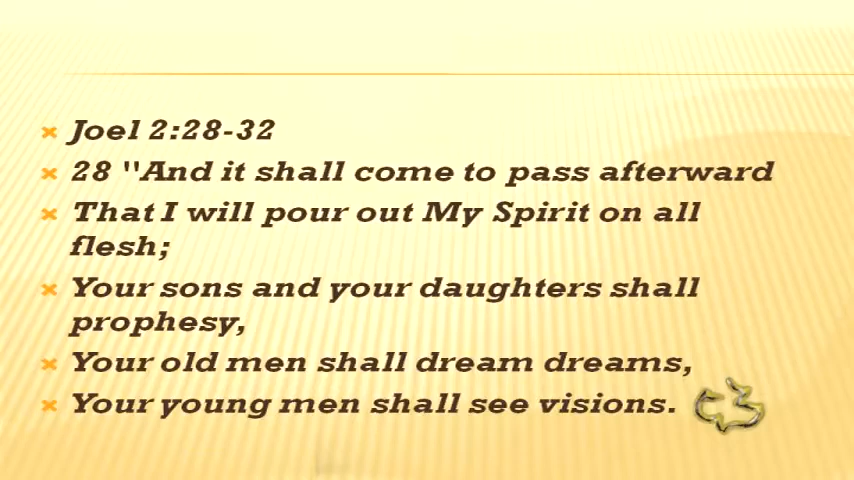 Joel 2:28-32
28 "And it shall come to pass afterward
That I will pour out My Spirit on all
flesh;
Your sons and your daughters shall
prophesy,
Your old men shall dream dreams,
Your young men shall see visions.